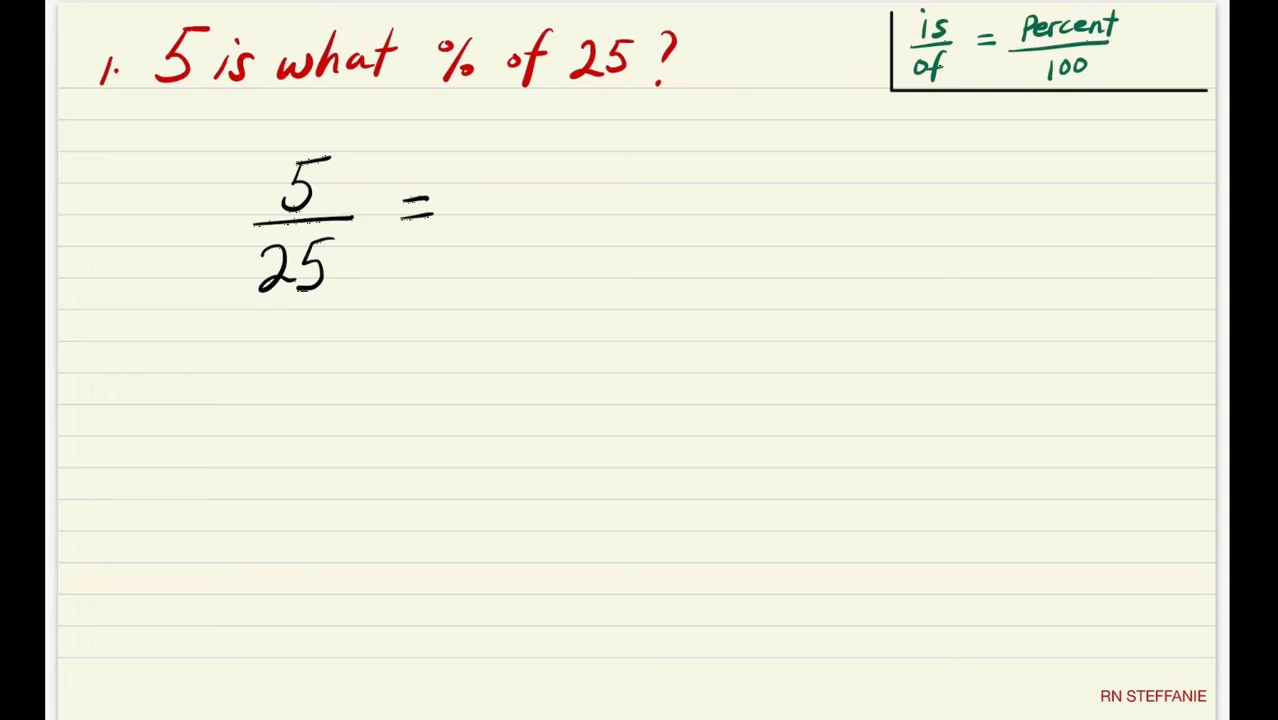 1. 5 is what % of 25?
is/of = Percent/100
5/25 =
RN STEFFANIE